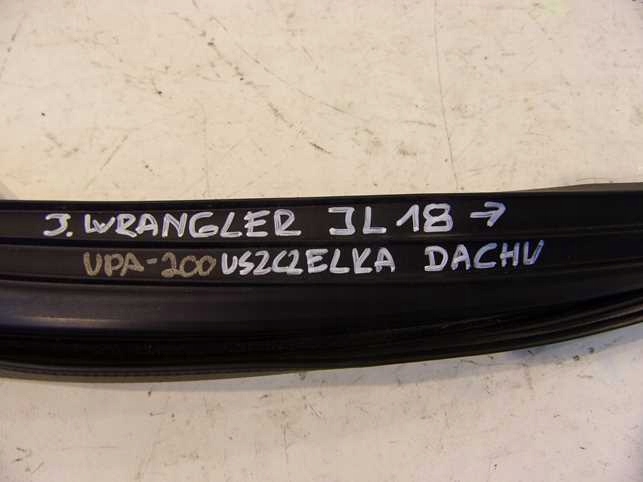 J. WRANGLER JL 18 →
UPA-200 USZCZELKA DACHU